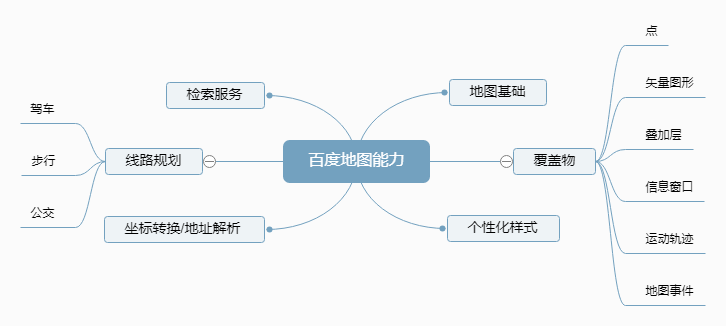 点
检索服务
地图基础
矢量图形
驾车
叠加层
步行
线路规划
百度地图能力
覆盖物
信息窗口
公交
坐标转换/地址解析
个性化样式
运动轨迹
地图事件